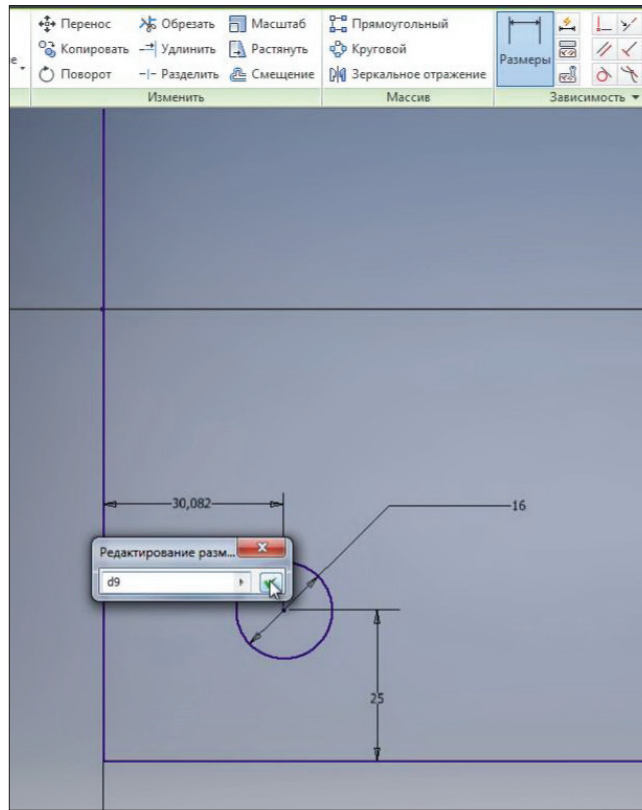 Перенос Обрезать Масштаб Прямоугольный
Копировать Удлинить Растянуть Круговой
е Поворот Разделить Смещение Зеркальное отражение Размеры
Изменить Массив Зависимость
30,082 16
Редактирование разм...
d9
25